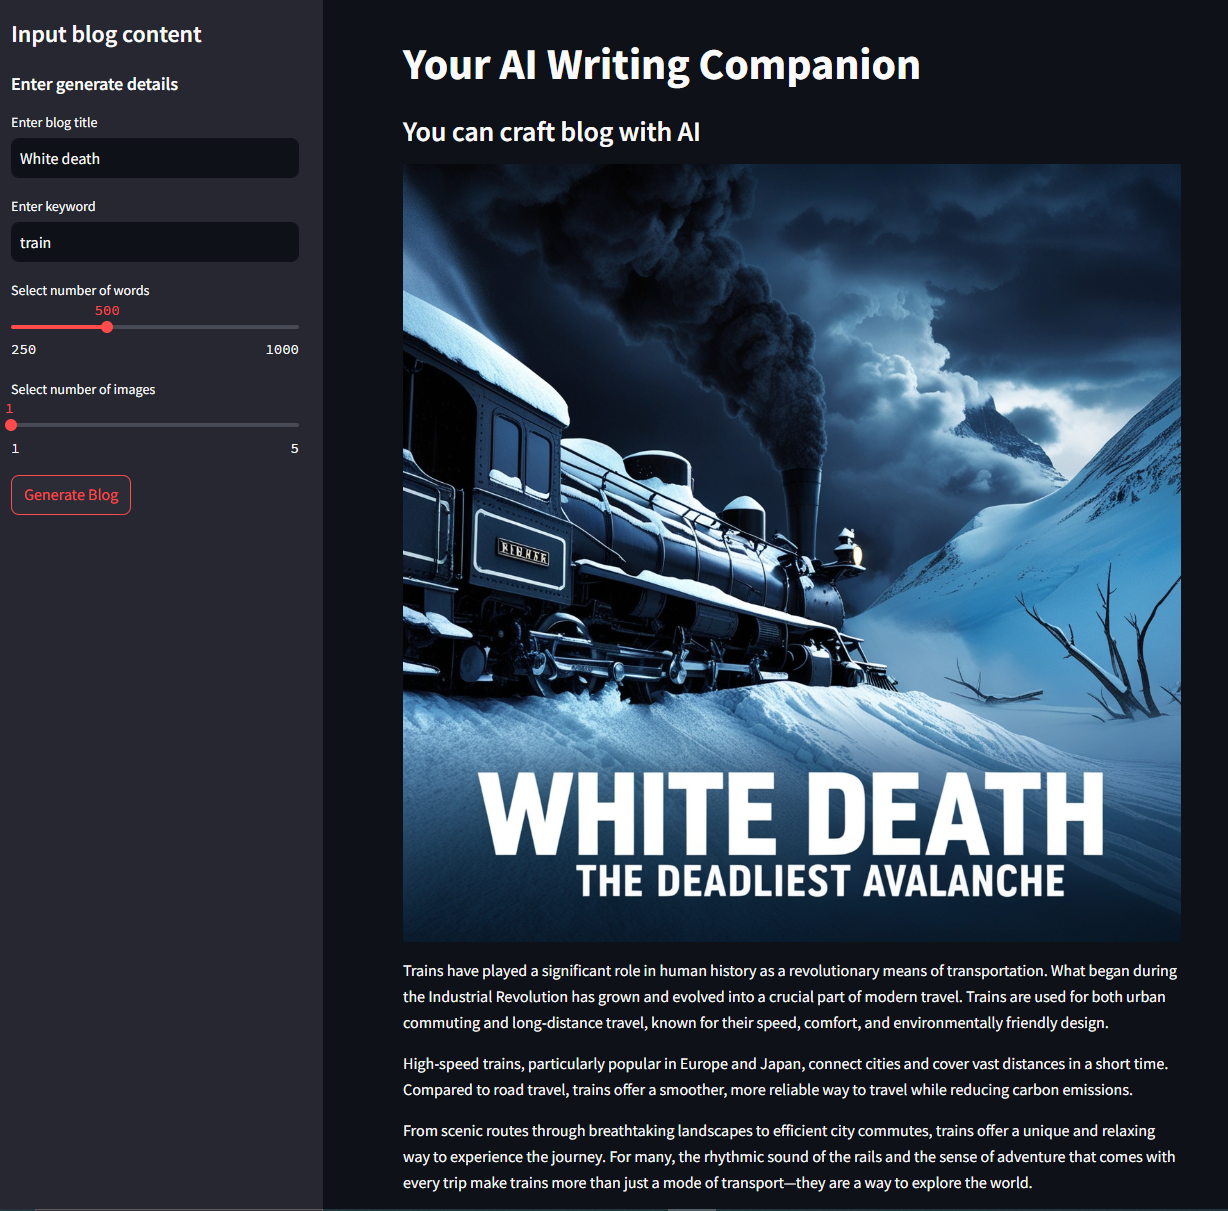 Input blog content
Enter generate details
Enter blog title
White death
Enter keyword
train
Select number of words
500
250 1000
Select number of images
1
1 5
Generate Blog
Your AI Writing Companion
You can craft blog with AI
WHITE DEATH
THE DEADLIEST AVALANCHE
Trains have played a significant role in human history as a revolutionary means of transportation. What began during
the Industrial Revolution has grown and evolved into a crucial part of modern travel. Trains are used for both urban
commuting and long-distance travel, known for their speed, comfort, and environmentally friendly design.
High-speed trains, particularly popular in Europe and Japan, connect cities and cover vast distances in a short time.
Compared to road travel, trains offer a smoother, more reliable way to travel while reducing carbon emissions.
From scenic routes through breathtaking landscapes to efficient city commutes, trains offer a unique and relaxing
way to experience the journey. For many, the rhythmic sound of the rails and the sense of adventure that comes with
every trip make trains more than just a mode of transport—they are a way to explore the world.